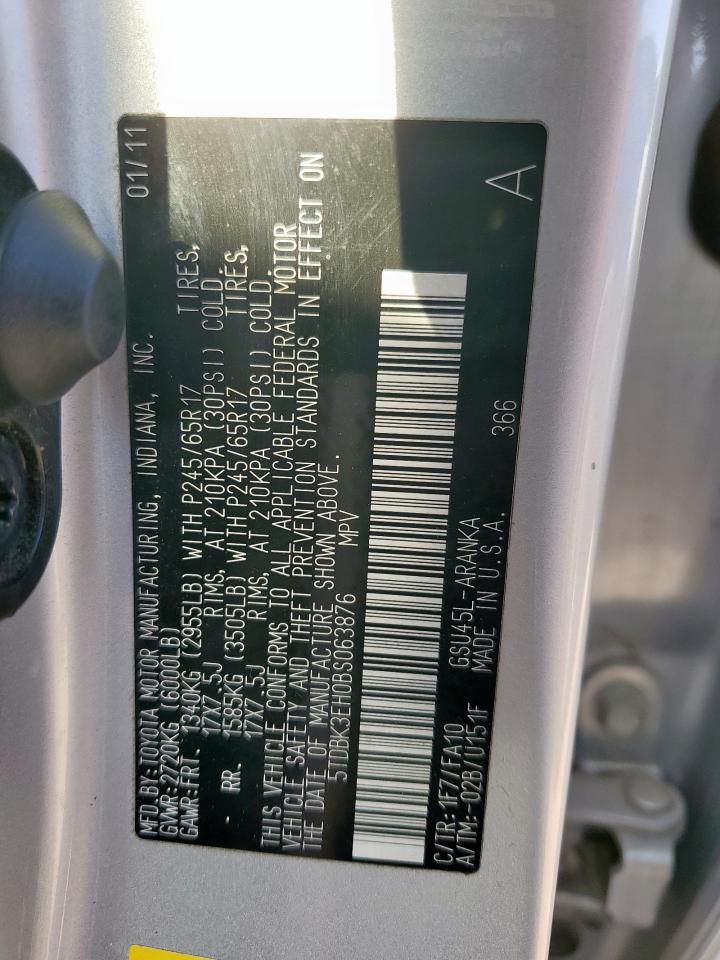 MFD.BY:TOYOTA MOTOR MANUFACTURING, INDIANA, INC. 01/11
GVWR:2720KG (6000LB)
GAWR:FRT. 1340KG (2955LB) WITH P245/65R17 TIRES,
17X7.5J RIMS, AT 210KPA (30PSI) COLD.
RR. 1585KG (3505LB) WITH P245/65R17 TIRES,
17X7.5J RIMS, AT 210KPA (30PSI) COLD.
THIS VEHICLE CONFORMS TO ALL APPLICABLE FEDERAL MOTOR
VEHICLE SAFETY AND THEFT PREVENTION STANDARDS IN EFFECT ON
THE DATE OF MANUFACTURE SHOWN ABOVE.
5TDBK3EH0BS063876 MPV
C/TR:1F7/FA10 GSU45L-ARANKA
A/TM:-02B/U151F MADE IN U.S.A. 366 A